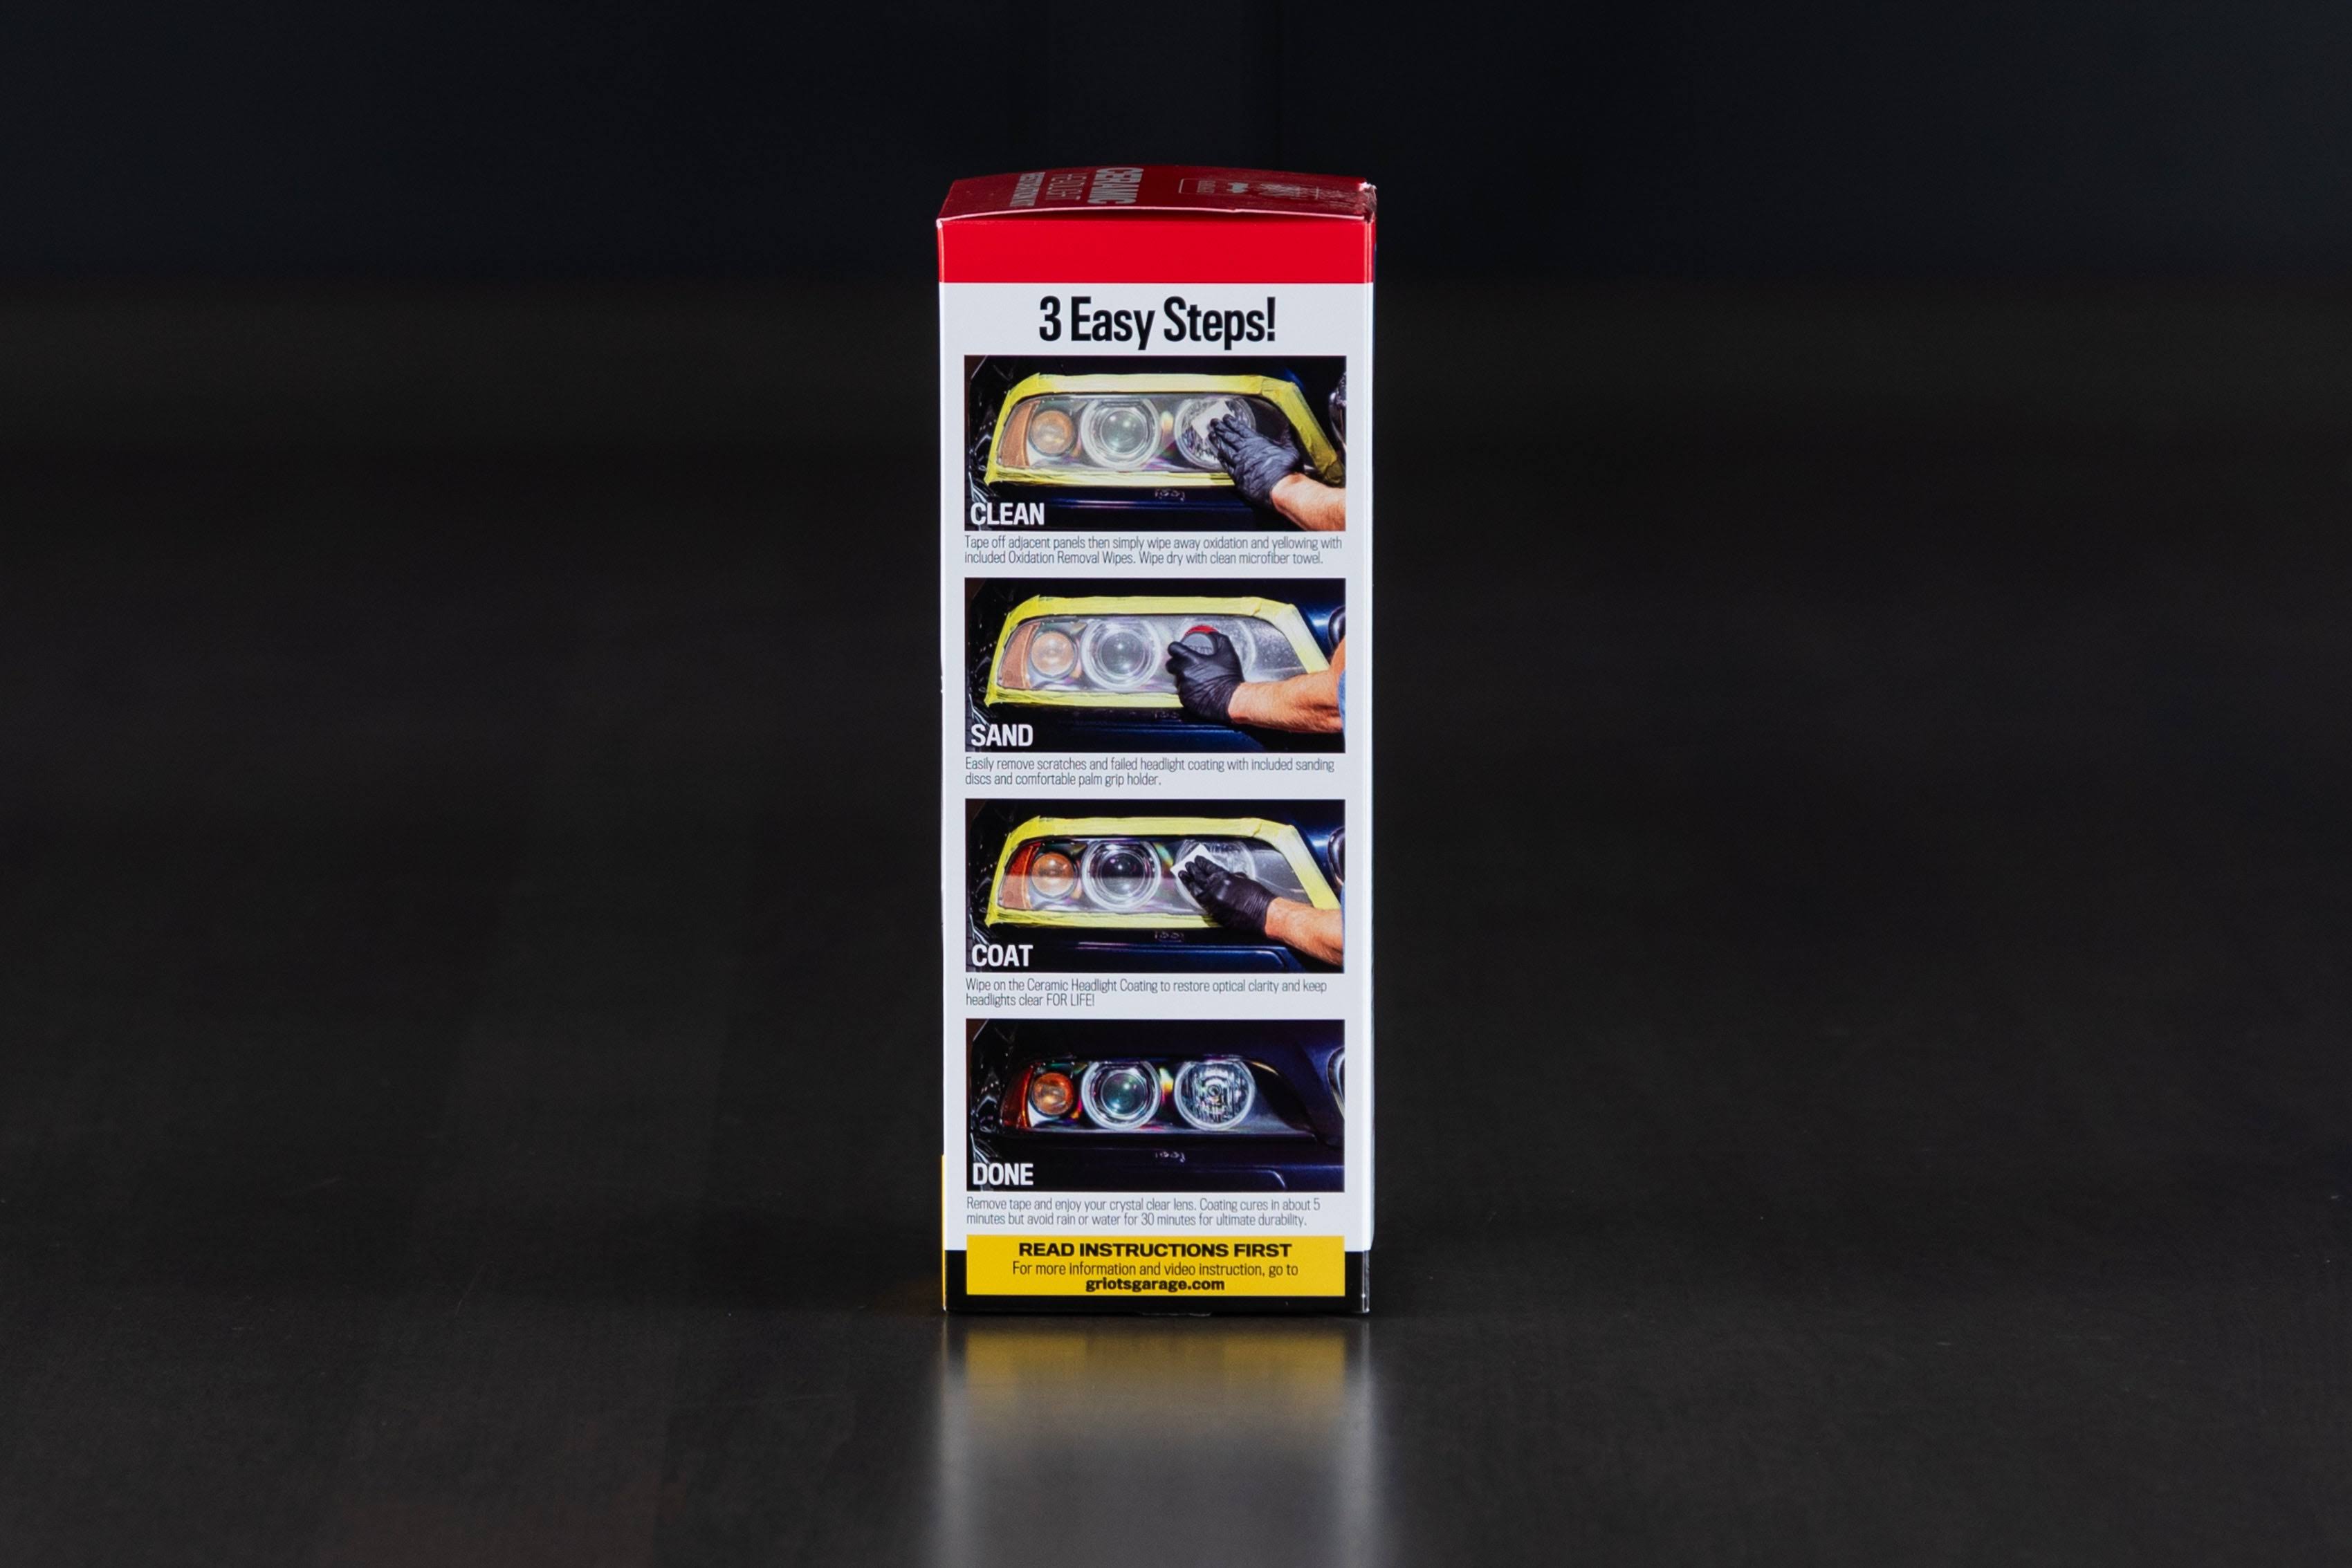 CERAMIC
3 Easy Steps!
CLEAN
Tape off adjacent panels then simply wipe away oxidation and yellowing with
included Oxidation Removal Wipes. Wipe dry with clean microfiber towel.
SAND
Easily remove scratches and failed headlight coating with included sanding
discs and comfortable palm grip holder.
COAT
Wipe on the Ceramic Headlight Coating to restore optical clarity and keep
headlights clear FOR LIFE!
DONE
Remove tape and enjoy your crystal clear lens. Coating cures in about 5
minutes but avoid rain or water for 30 minutes for ultimate durability.
READ INSTRUCTIONS FIRST
For more information and video instruction, go to
griotsgarage.com